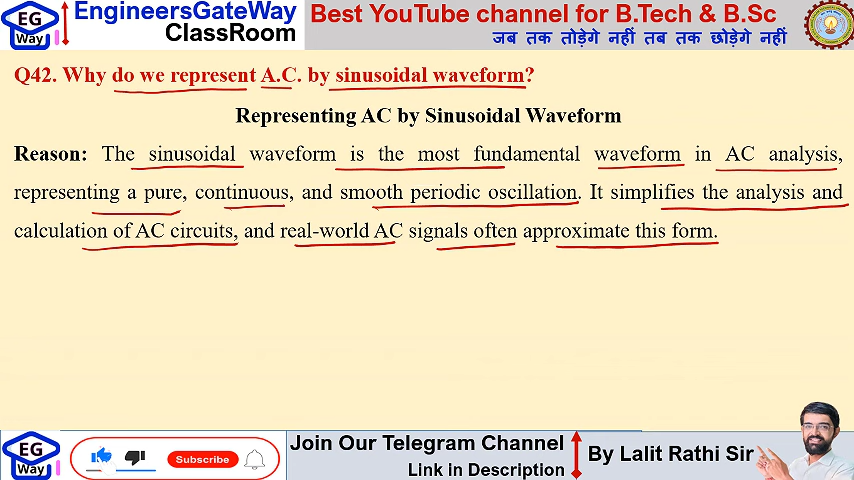 EG
Way
EngineersGateWay
ClassRoom
Best YouTube channel for B.Tech & B.Sc
जब तक तोड़ेगे नहीं तब तक छोड़ेगे नहीं
Q42. Why do we represent A.C. by sinusoidal waveform?
Representing AC by Sinusoidal Waveform
Reason: The sinusoidal waveform is the most fundamental waveform in AC analysis,
representing a pure, continuous, and smooth periodic oscillation. It simplifies the analysis and
calculation of AC circuits, and real-world AC signals often approximate this form.
EG
Way
Subscribe
Join Our Telegram Channel
Link in Description
By Lalit Rathi Sir